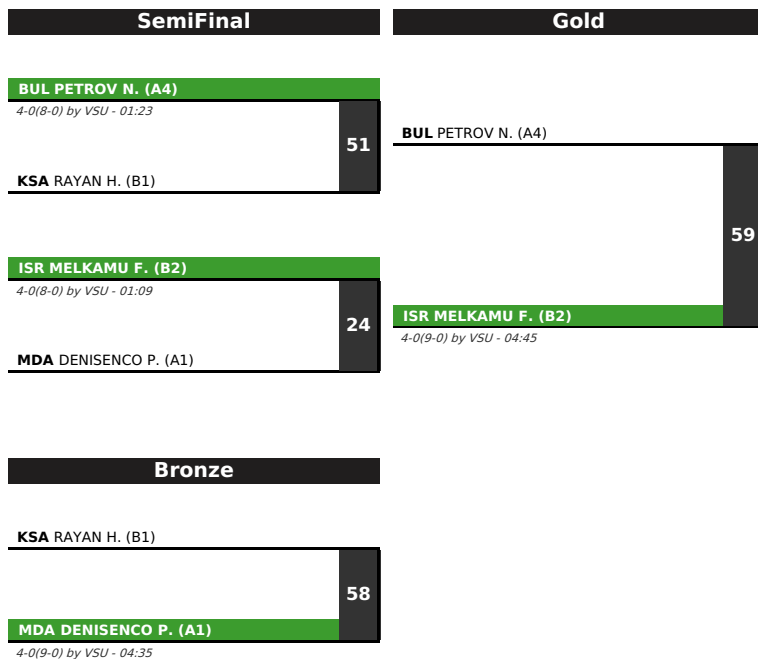 SemiFinal
BUL PETROV N. (A4)
4-0(8-0) by VSU - 01:23
51
KSA RAYAN H. (B1)
ISR MELKAMU F. (B2)
4-0(8-0) by VSU - 01:09
24
MDA DENISENCO P. (A1)
Gold
BUL PETROV N. (A4)
59
ISR MELKAMU F. (B2)
4-0(9-0) by VSU - 04:45
Bronze
KSA RAYAN H. (B1)
58
MDA DENISENCO P. (A1)
4-0(9-0) by VSU - 04:35